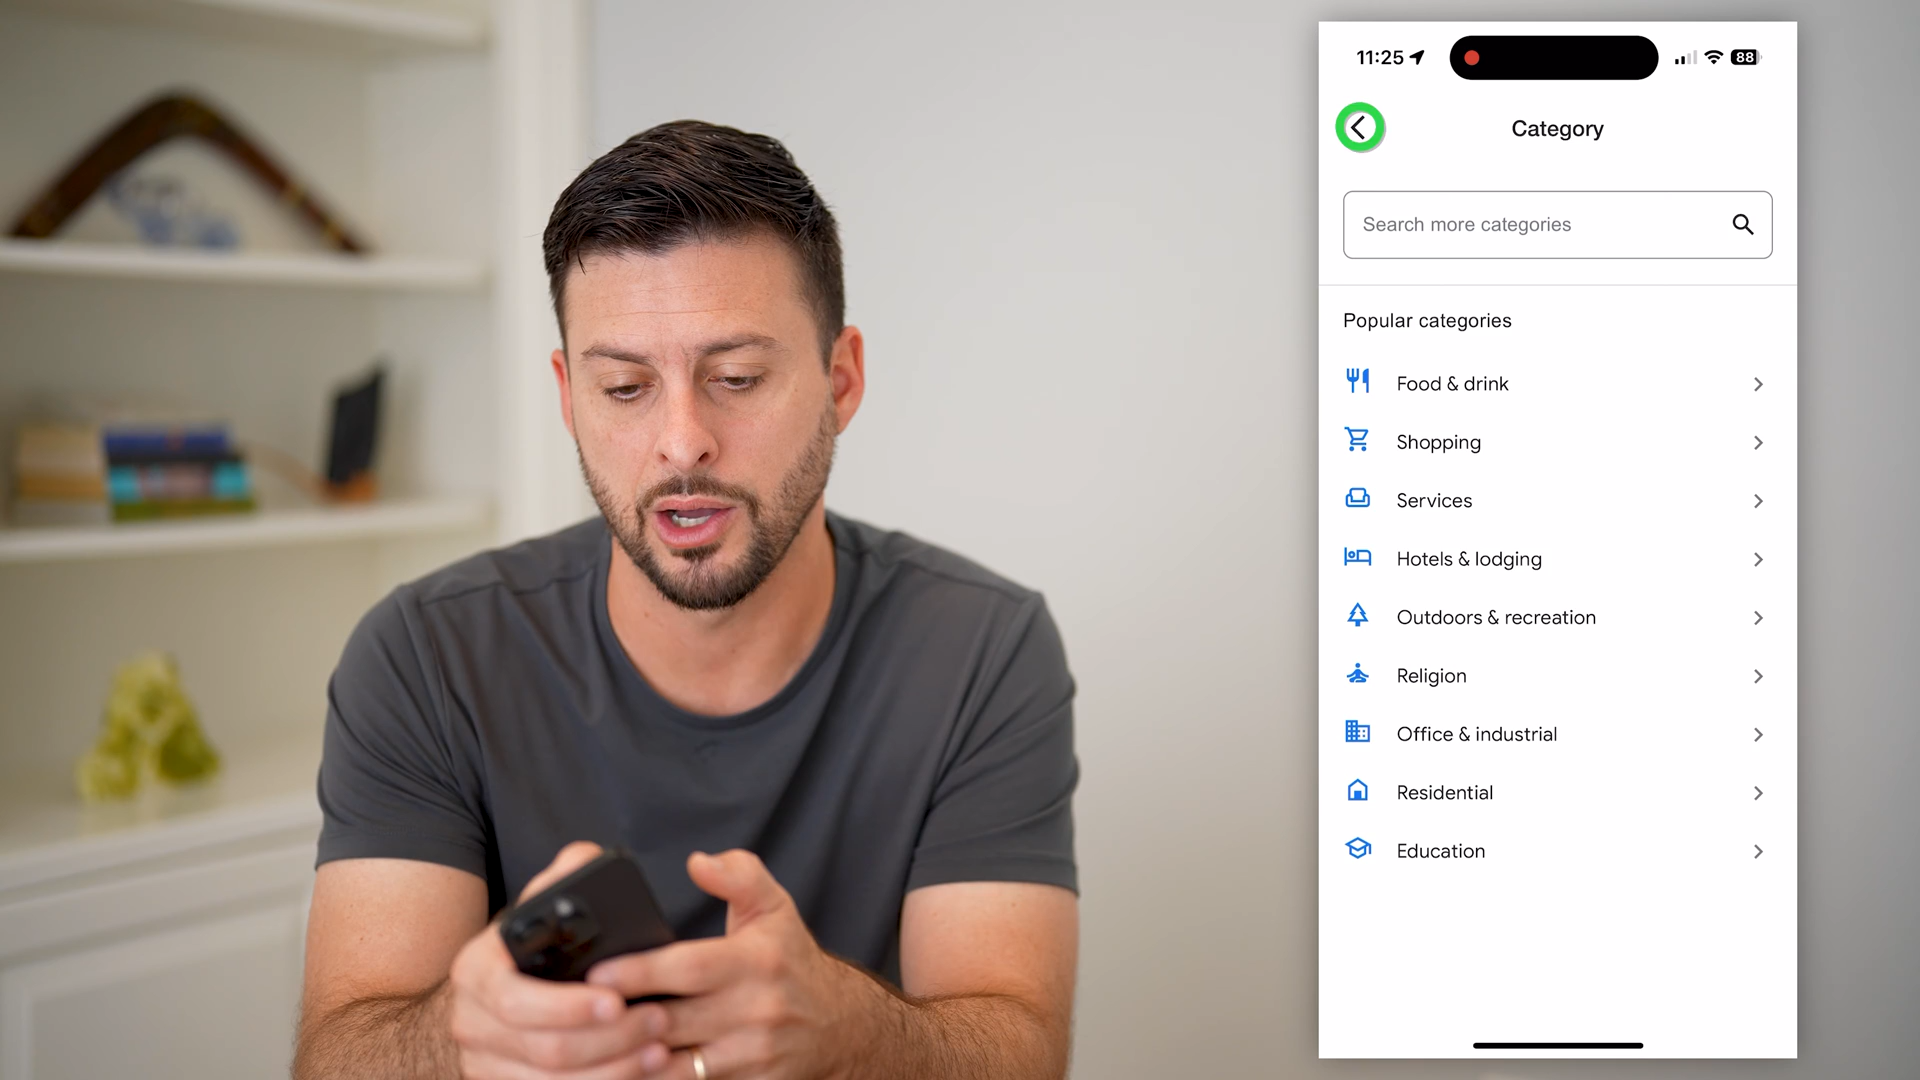 11:25
88
Category
Search more categories
Popular categories
Food & drink
Shopping
Services
Hotels & lodging
Outdoors & recreation
Religion
Office & industrial
Residential
Education